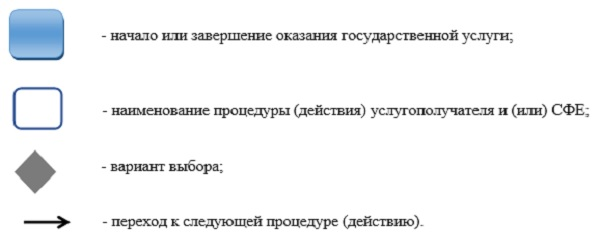 - начало или завершение оказания государственной услуги;
- наименование процедуры (действия) услугополучателя и (или) СФЕ;
- вариант выбора;
- переход к следующей процедуре (действию).